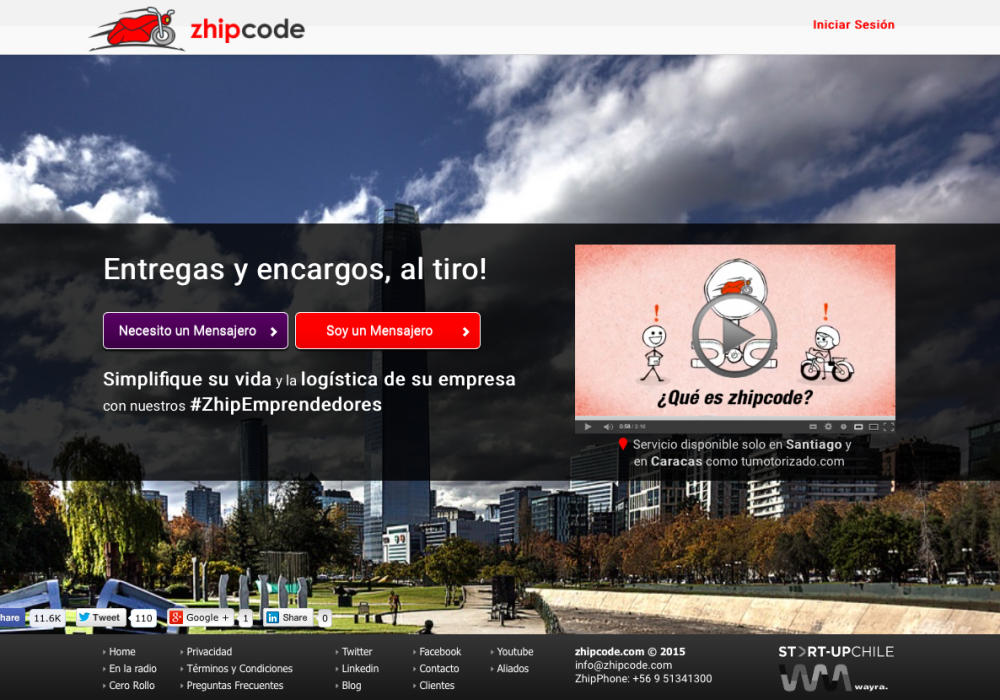 zhipcode
Iniciar Sesión
Entregas y encargos, al tiro!
Necesito un Mensajero
Soy un Mensajero
Simplifique su vida y la logística de su empresa
con nuestros #ZhipEmprendedores
¿Qué es zhipcode?
0:58 / 2:16
Servicio disponible solo en Santiago y
en Caracas como tumotorizado.com
hare 11.6K Tweet 110 Google + 1 Share 0
Home Privacidad Twitter Facebook Youtube
En la radio Términos y Condiciones Linkedin Contacto Aliados
Cero Rollo Preguntas Frecuentes Blog Clientes
zhipcode.com © 2015
info@zhipcode.com
ZhipPhone: +56 9 51341300
START-UPCHILE
wayra.